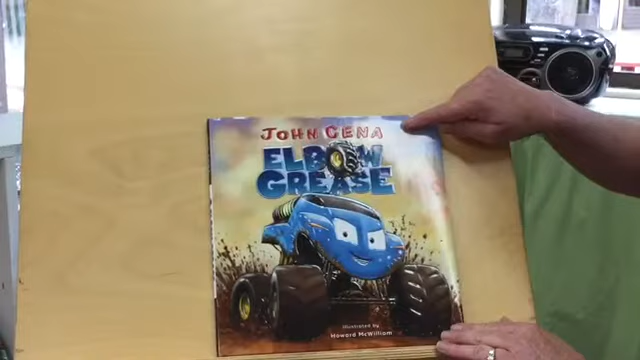 JOHN CENA
ELBOW
GREASE
illustrated by
Howard McWilliam